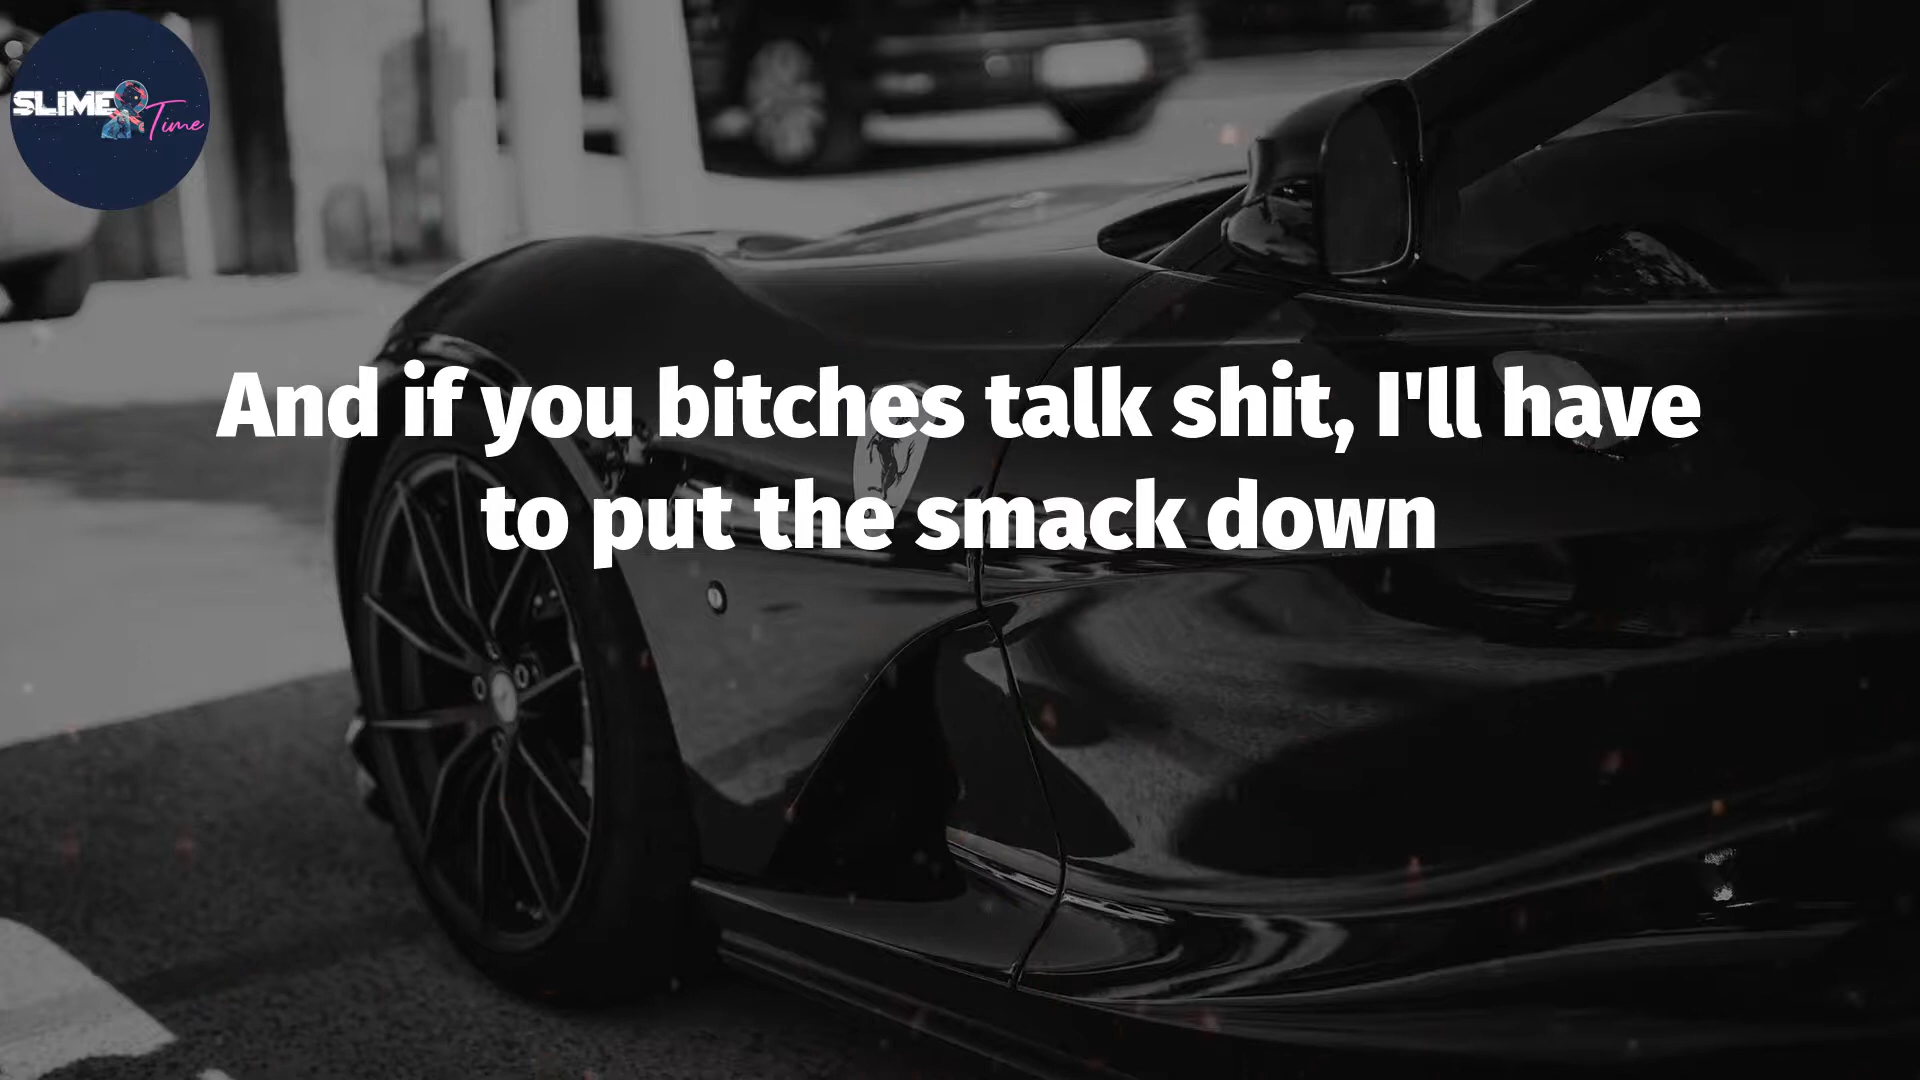 SLIME
Time
And if you bitches talk shit, I'll have
to put the smack down